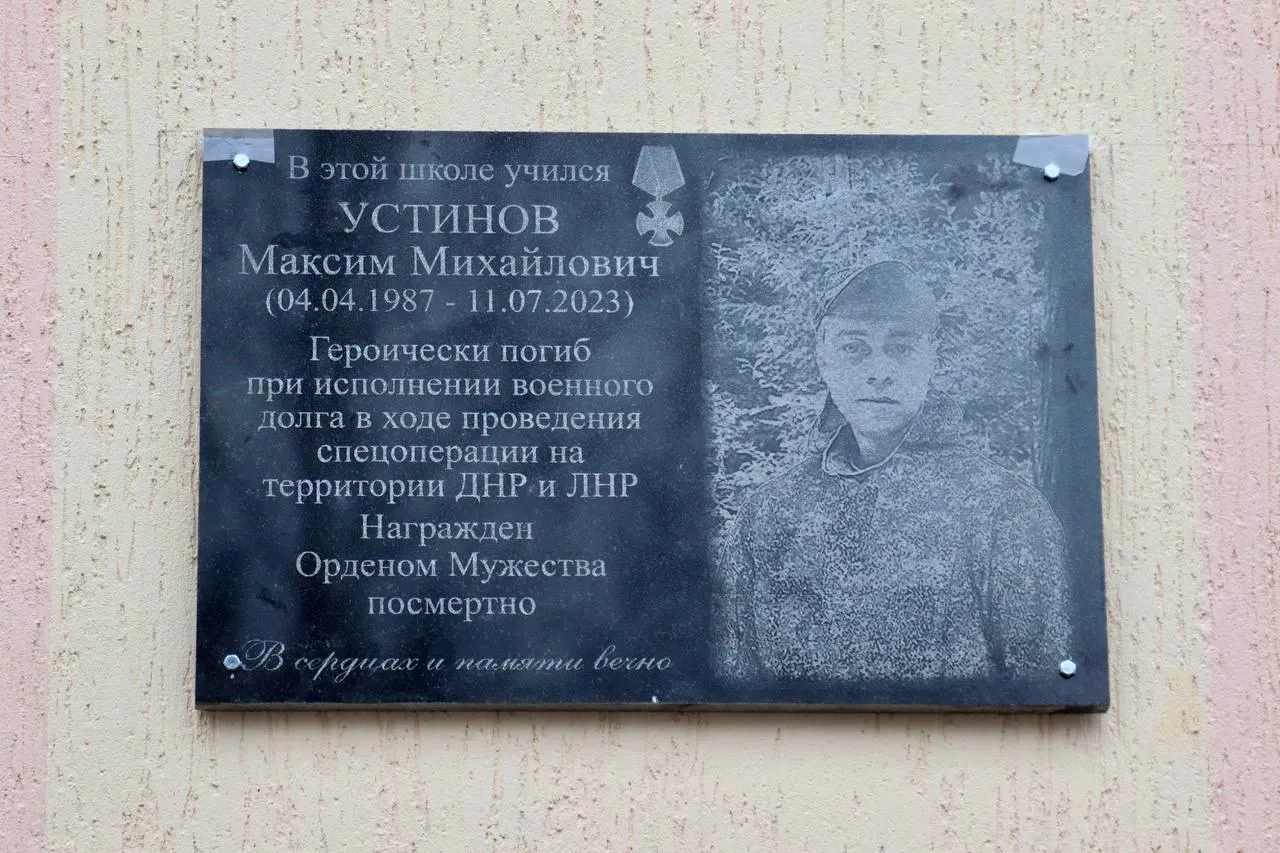 В этой школе учился
УСТИНОВ
Максим Михайлович
(04.04.1987 - 11.07.2023)
Героически погиб
при исполнении военного
долга в ходе проведения
спецоперации на
территории ДНР и ЛНР
Награжден
Орденом Мужества
посмертно
В сердцах и памяти вечно